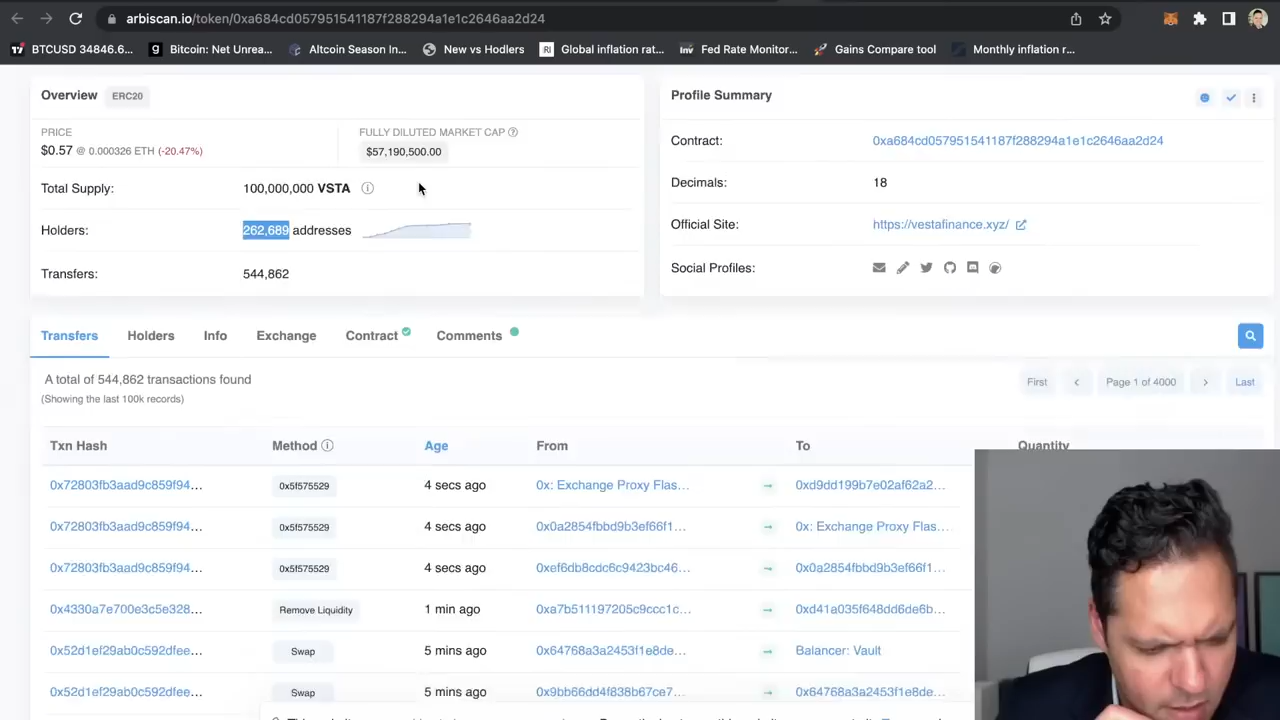 arbiscan.io/token/0xa684cd057951541187f288294a1e1c2646aa2d24
BTCUSD 34846.6... Bitcoin: Net Unrea... Altcoin Season In... New vs Hodlers Global inflation rat... Fed Rate Monitor... Gains Compare tool Monthly inflation r...
Overview ERC20
PRICE
$0.57 @ 0.000326 ETH (-20.47%)
FULLY DILUTED MARKET CAP
$57,190,500.00
Total Supply: 100,000,000 VSTA
Holders: 262,689 addresses
Transfers: 544,862
Profile Summary
Contract: 0xa684cd057951541187f288294a1e1c2646aa2d24
Decimals: 18
Official Site: https://vestafinance.xyz/
Social Profiles:
Transfers Holders Info Exchange Contract Comments
A total of 544,862 transactions found
(Showing the last 100k records)
First Page 1 of 4000 Last
Txn Hash Method Age From To Quantity
0x72803fb3aad9c859f94... 0x5f575529 4 secs ago 0x: Exchange Proxy Flas... 0xd9dd199b7e02af62a2...
0x72803fb3aad9c859f94... 0x5f575529 4 secs ago 0x0a2854fbbd9b3ef66f1... 0x: Exchange Proxy Flas...
0x72803fb3aad9c859f94... 0x5f575529 4 secs ago 0xef6db8cdc6c9423bc46... 0x0a2854fbbd9b3ef66f1...
0x4330a7e700e3c5e328... Remove Liquidity 1 min ago 0xa7b511197205c9ccc1c... 0xd41a035f648dd6de6b...
0x52d1ef29ab0c592dfee... Swap 5 mins ago 0x64768a3a2453f1e8de... Balancer: Vault
0x52d1ef29ab0c592dfee... Swap 5 mins ago 0x9bb66dd4f838b67ce7... 0x64768a3a2453f1e8de...